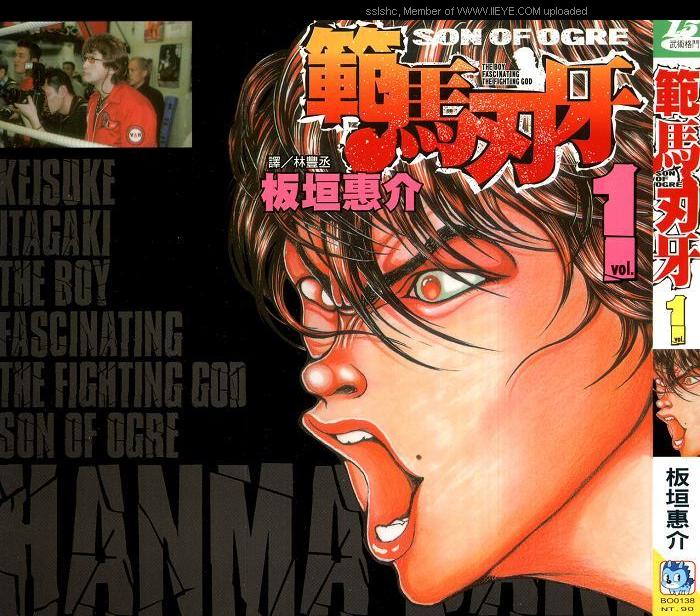 sslshc, Member of WWW.IIEYE.COM uploaded
SON OF OGRE
THE BOY
FASCINATING
THE FIGHTING GOD
範馬刃牙
譯／林豐丞
板垣惠介
1
vol.
KEISUKE
ITAGAKI
THE BOY
FASCINATING
THE FIGHTING GOD
SON OF OGRE
HANMA
15
武術格鬥
範馬刃牙
SON
OF
OGRE
1
vol.
板垣惠介
BO0138
NT.90